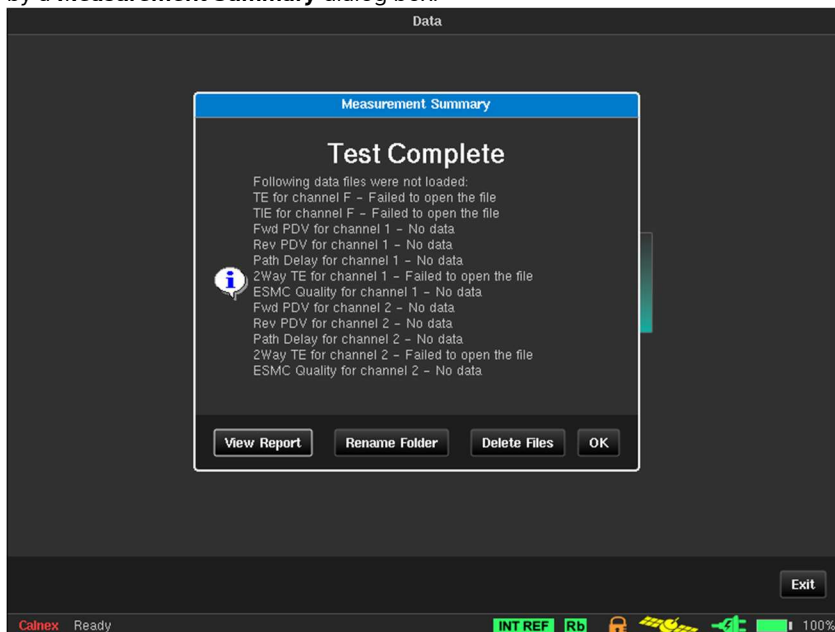 by a Measurement Summary dialog box.
Data
Measurement Summary
Test Complete
Following data files were not loaded:
TE for channel F – Failed to open the file
TIE for channel F – Failed to open the file
Fwd PDV for channel 1 – No data
Rev PDV for channel 1 – No data
Path Delay for channel 1 – No data
2Way TE for channel 1 – Failed to open the file
ESMC Quality for channel 1 – No data
Fwd PDV for channel 2 – No data
Rev PDV for channel 2 – No data
Path Delay for channel 2 – No data
2Way TE for channel 2 – Failed to open the file
ESMC Quality for channel 2 – No data
View Report Rename Folder Delete Files OK
Exit
Calnex Ready INT REF Rb 100%